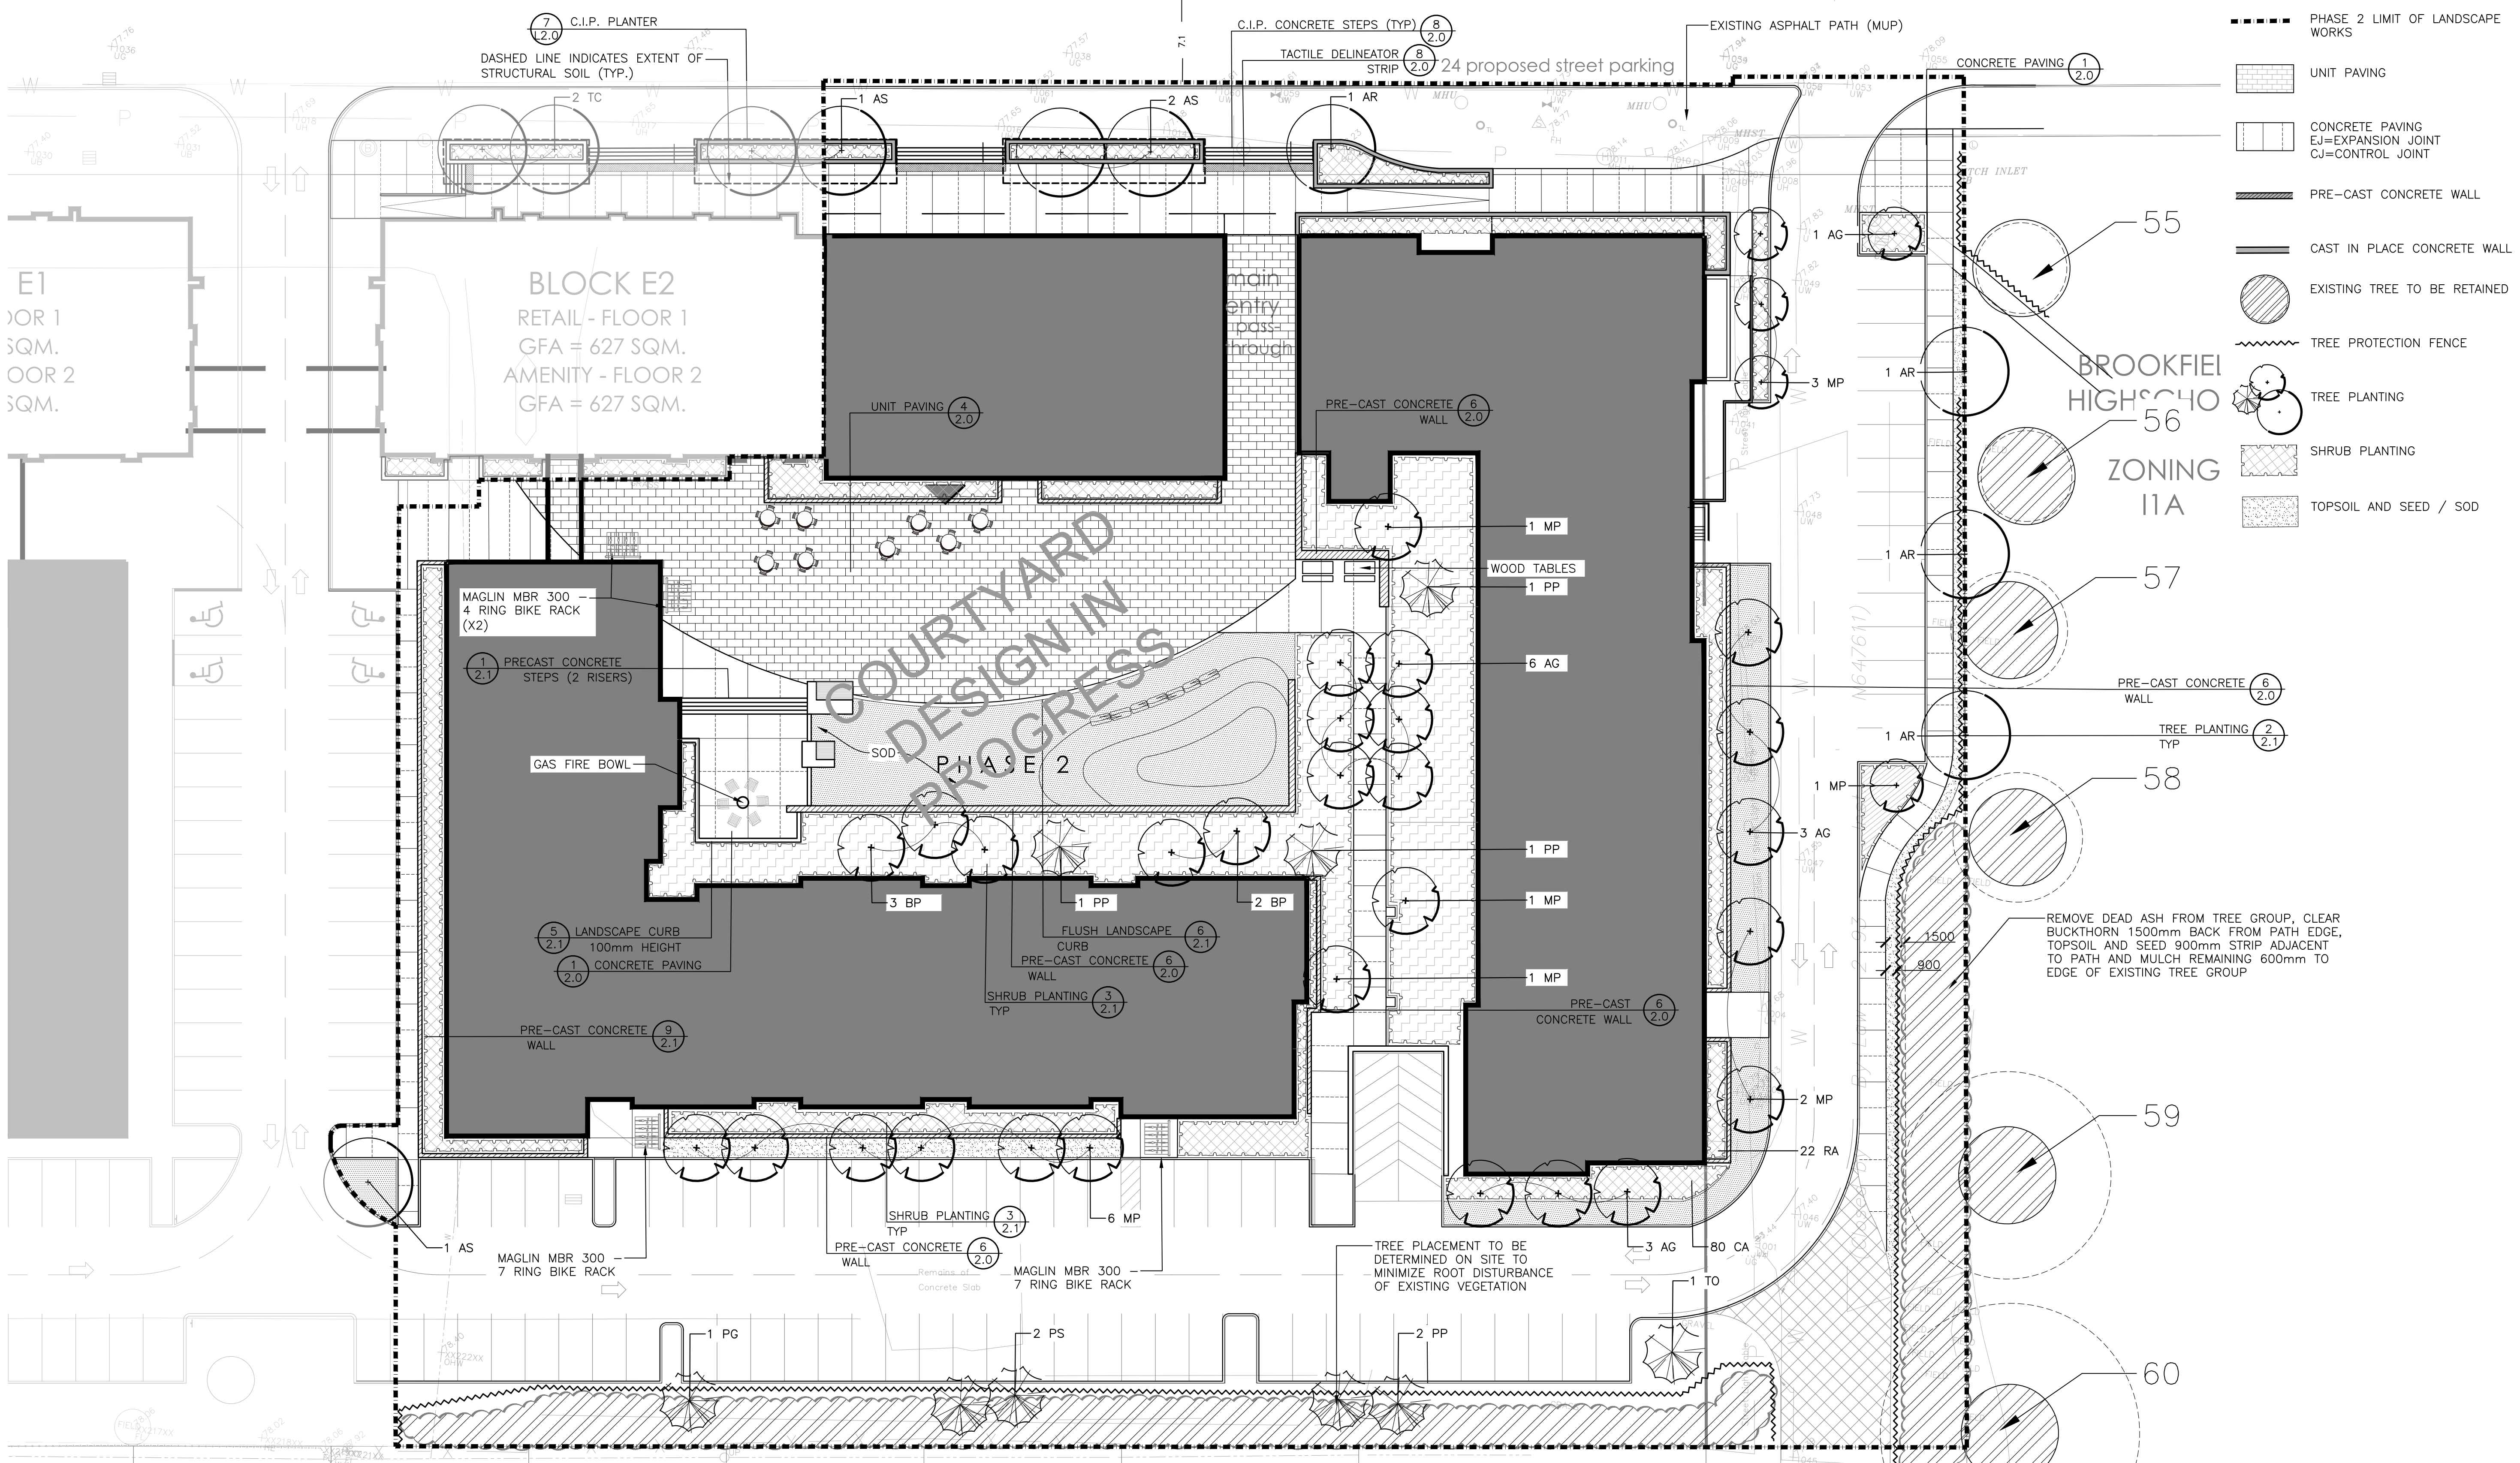 7
L2.0
C.I.P. PLANTER
DASHED LINE INDICATES EXTENT OF
STRUCTURAL SOIL (TYP.)
2 TC
1 AS
2 AS
1 AR
7.1
C.I.P. CONCRETE STEPS (TYP)
8
2.0
TACTILE DELINEATOR
STRIP
8
2.0
24 proposed street parking
EXISTING ASPHALT PATH (MUP)
CONCRETE PAVING
1
2.0
PHASE 2 LIMIT OF LANDSCAPE
WORKS
UNIT PAVING
CONCRETE PAVING
EJ=EXPANSION JOINT
CJ=CONTROL JOINT
PRE-CAST CONCRETE WALL
CAST IN PLACE CONCRETE WALL
EXISTING TREE TO BE RETAINED
TREE PROTECTION FENCE
TREE PLANTING
SHRUB PLANTING
TOPSOIL AND SEED / SOD
E1
OOR 1
SQM.
OOR 2
SQM.
BLOCK E2
RETAIL - FLOOR 1
GFA = 627 SQM.
AMENITY - FLOOR 2
GFA = 627 SQM.
main
entry
pass-
through
UNIT PAVING
4
2.0
PRE-CAST CONCRETE
WALL
6
2.0
1 AG
3 MP
55
1 AR
BROOKFIEL
HIGHSCHO
56
ZONING
I1A
1 AR
57
MAGLIN MBR 300
4 RING BIKE RACK
(X2)
1
2.1
PRECAST CONCRETE
STEPS (2 RISERS)
COURTYARD
DESIGN IN
PROGRESS
1 MP
WOOD TABLES
1 PP
6 AG
PRE-CAST CONCRETE
WALL
6
2.0
1 AR
TREE PLANTING
TYP
2
2.1
GAS FIRE BOWL
SOD
PHASE 2
1 MP
58
3 AG
1 PP
3 BP
1 PP
2 BP
1 MP
5
2.1
LANDSCAPE CURB
100mm HEIGHT
1
2.0
CONCRETE PAVING
FLUSH LANDSCAPE
CURB
6
2.1
PRE-CAST CONCRETE
WALL
6
2.0
1 MP
SHRUB PLANTING
TYP
3
2.1
PRE-CAST
CONCRETE WALL
6
2.0
1500
900
REMOVE DEAD ASH FROM TREE GROUP, CLEAR
BUCKTHORN 1500mm BACK FROM PATH EDGE,
TOPSOIL AND SEED 900mm STRIP ADJACENT
TO PATH AND MULCH REMAINING 600mm TO
EDGE OF EXISTING TREE GROUP
PRE-CAST CONCRETE
WALL
9
2.1
2 MP
59
22 RA
1 AS
MAGLIN MBR 300
7 RING BIKE RACK
SHRUB PLANTING
TYP
3
2.1
PRE-CAST CONCRETE
WALL
6
2.0
6 MP
MAGLIN MBR 300
7 RING BIKE RACK
Remains of
Concrete Slab
TREE PLACEMENT TO BE
DETERMINED ON SITE TO
MINIMIZE ROOT DISTURBANCE
OF EXISTING VEGETATION
3 AG
80 CA
1 TO
1 PG
2 PS
2 PP
60